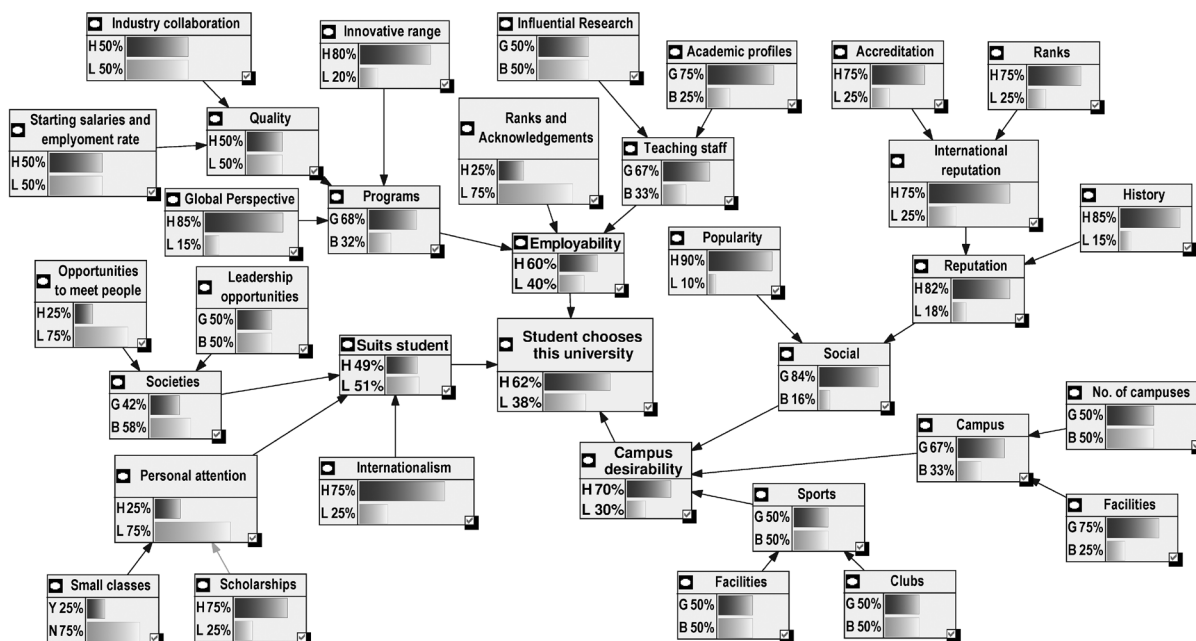 Industry collaboration
H 50%
L 50%
Innovative range
H 80%
L 20%
Influential Research
G 50%
B 50%
Academic profiles
G 75%
B 25%
Accreditation
H 75%
L 25%
Ranks
H 75%
L 25%
Starting salaries and
emplyoment rate
H 50%
L 50%
Quality
H 50%
L 50%
Ranks and
Acknowledgements
H 25%
L 75%
Teaching staff
G 67%
B 33%
International
reputation
H 75%
L 25%
Global Perspective
H 85%
L 15%
Programs
G 68%
B 32%
History
H 85%
L 15%
Employability
H 60%
L 40%
Popularity
H 90%
L 10%
Reputation
H 82%
L 18%
Opportunities
to meet people
H 25%
L 75%
Leadership
opportunities
G 50%
B 50%
Suits student
H 49%
L 51%
Student chooses
this university
H 62%
L 38%
Social
G 84%
B 16%
Societies
G 42%
B 58%
No. of campuses
G 50%
B 50%
Campus
G 67%
B 33%
Personal attention
H 25%
L 75%
Internationalism
H 75%
L 25%
Campus
desirability
H 70%
L 30%
Sports
G 50%
B 50%
Facilities
G 75%
B 25%
Small classes
Y 25%
N 75%
Scholarships
H 75%
L 25%
Facilities
G 50%
B 50%
Clubs
G 50%
B 50%